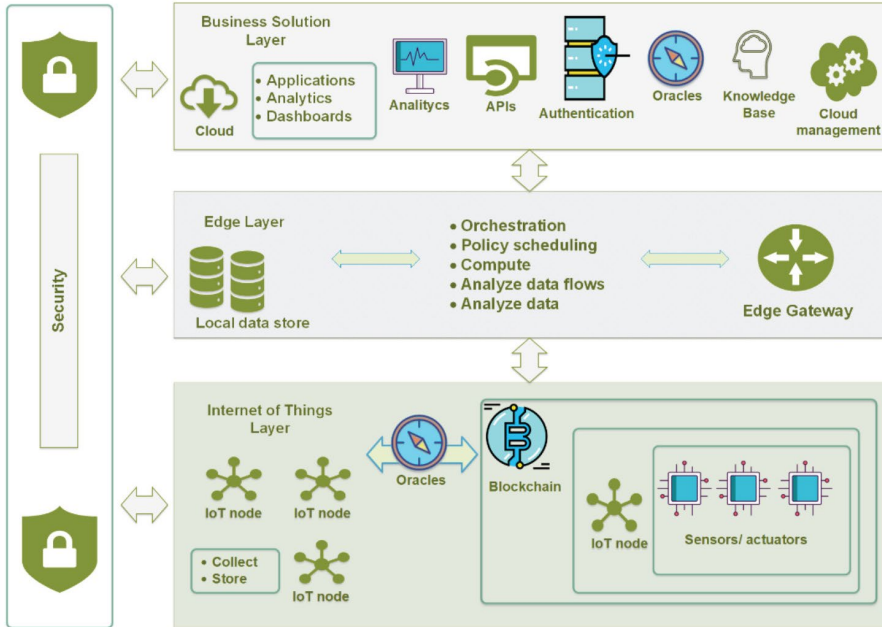 Security
Business Solution
Layer
Cloud
• Applications
• Analytics
• Dashboards
Analitycs
APIs
Authentication
Oracles
Knowledge
Base
Cloud
management
Edge Layer
Local data store
• Orchestration
• Policy scheduling
• Compute
• Analyze data flows
• Analyze data
Edge Gateway
Internet of Things
Layer
IoT node
IoT node
• Collect
• Store
IoT node
Oracles
Blockchain
IoT node
Sensors/ actuators